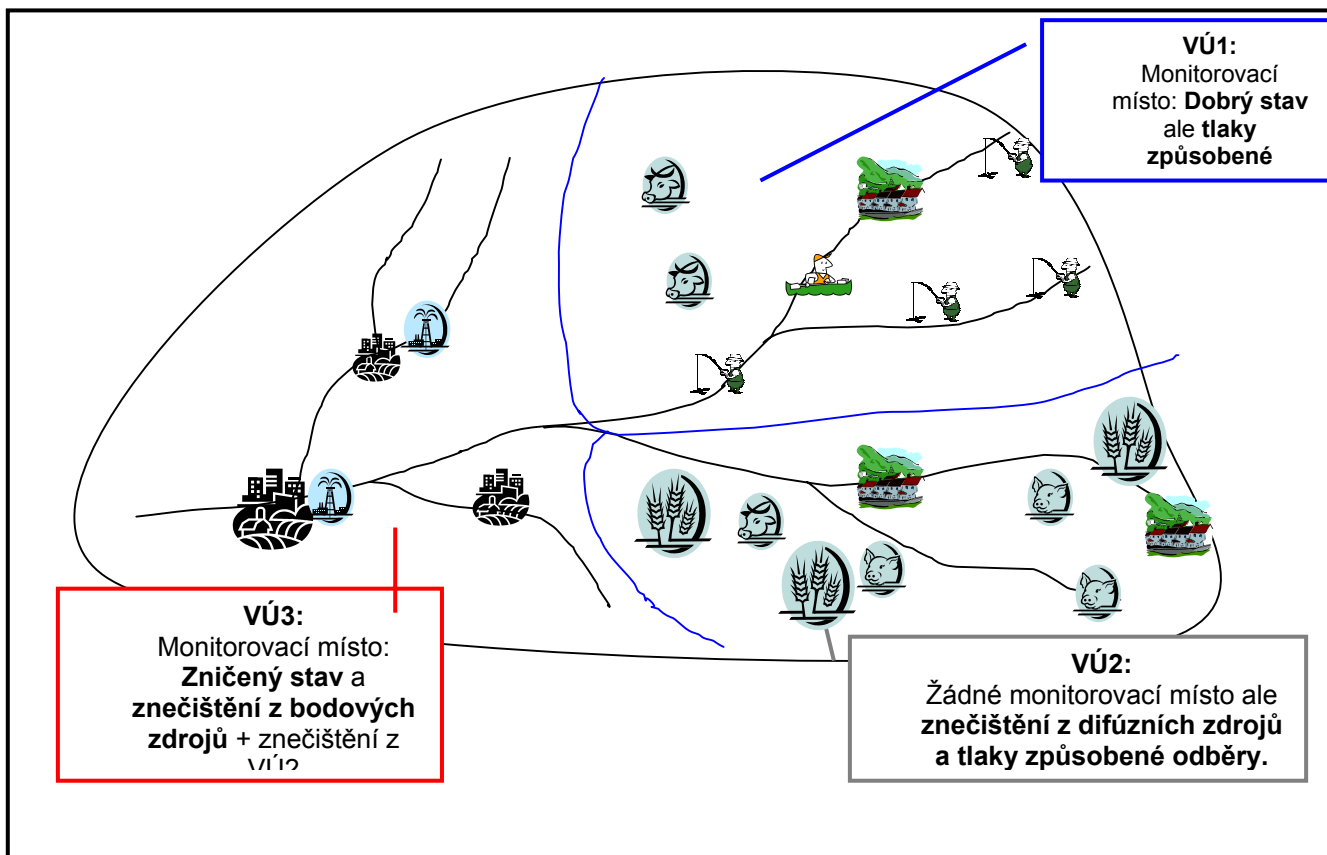 VÚ1:
Monitorovací
místo: Dobrý stav
ale tlaky
způsobené
VÚ3:
Monitorovací místo:
Zničený stav a
znečištění z bodových
zdrojů + znečištění z
VÚ2:
Žádné monitorovací místo ale
znečištění z difúzních zdrojů
a tlaky způsobené odběry.